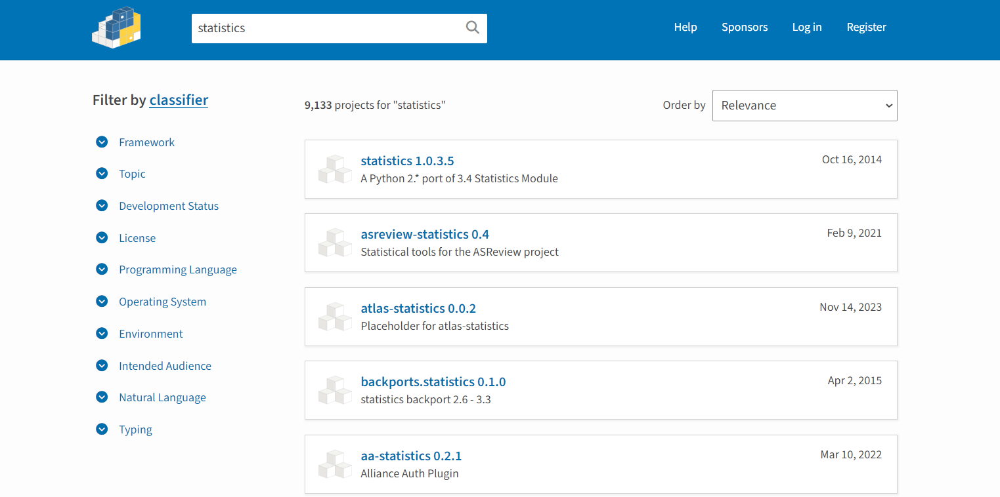 statistics
Help Sponsors Log in Register
Filter by classifier
Framework
Topic
Development Status
License
Programming Language
Operating System
Environment
Intended Audience
Natural Language
Typing
9,133 projects for "statistics"
Order by Relevance
statistics 1.0.3.5
Oct 16, 2014
A Python 2.* port of 3.4 Statistics Module
asreview-statistics 0.4
Feb 9, 2021
Statistical tools for the ASReview project
atlas-statistics 0.0.2
Nov 14, 2023
Placeholder for atlas-statistics
backports.statistics 0.1.0
Apr 2, 2015
statistics backport 2.6 - 3.3
aa-statistics 0.2.1
Mar 10, 2022
Alliance Auth Plugin